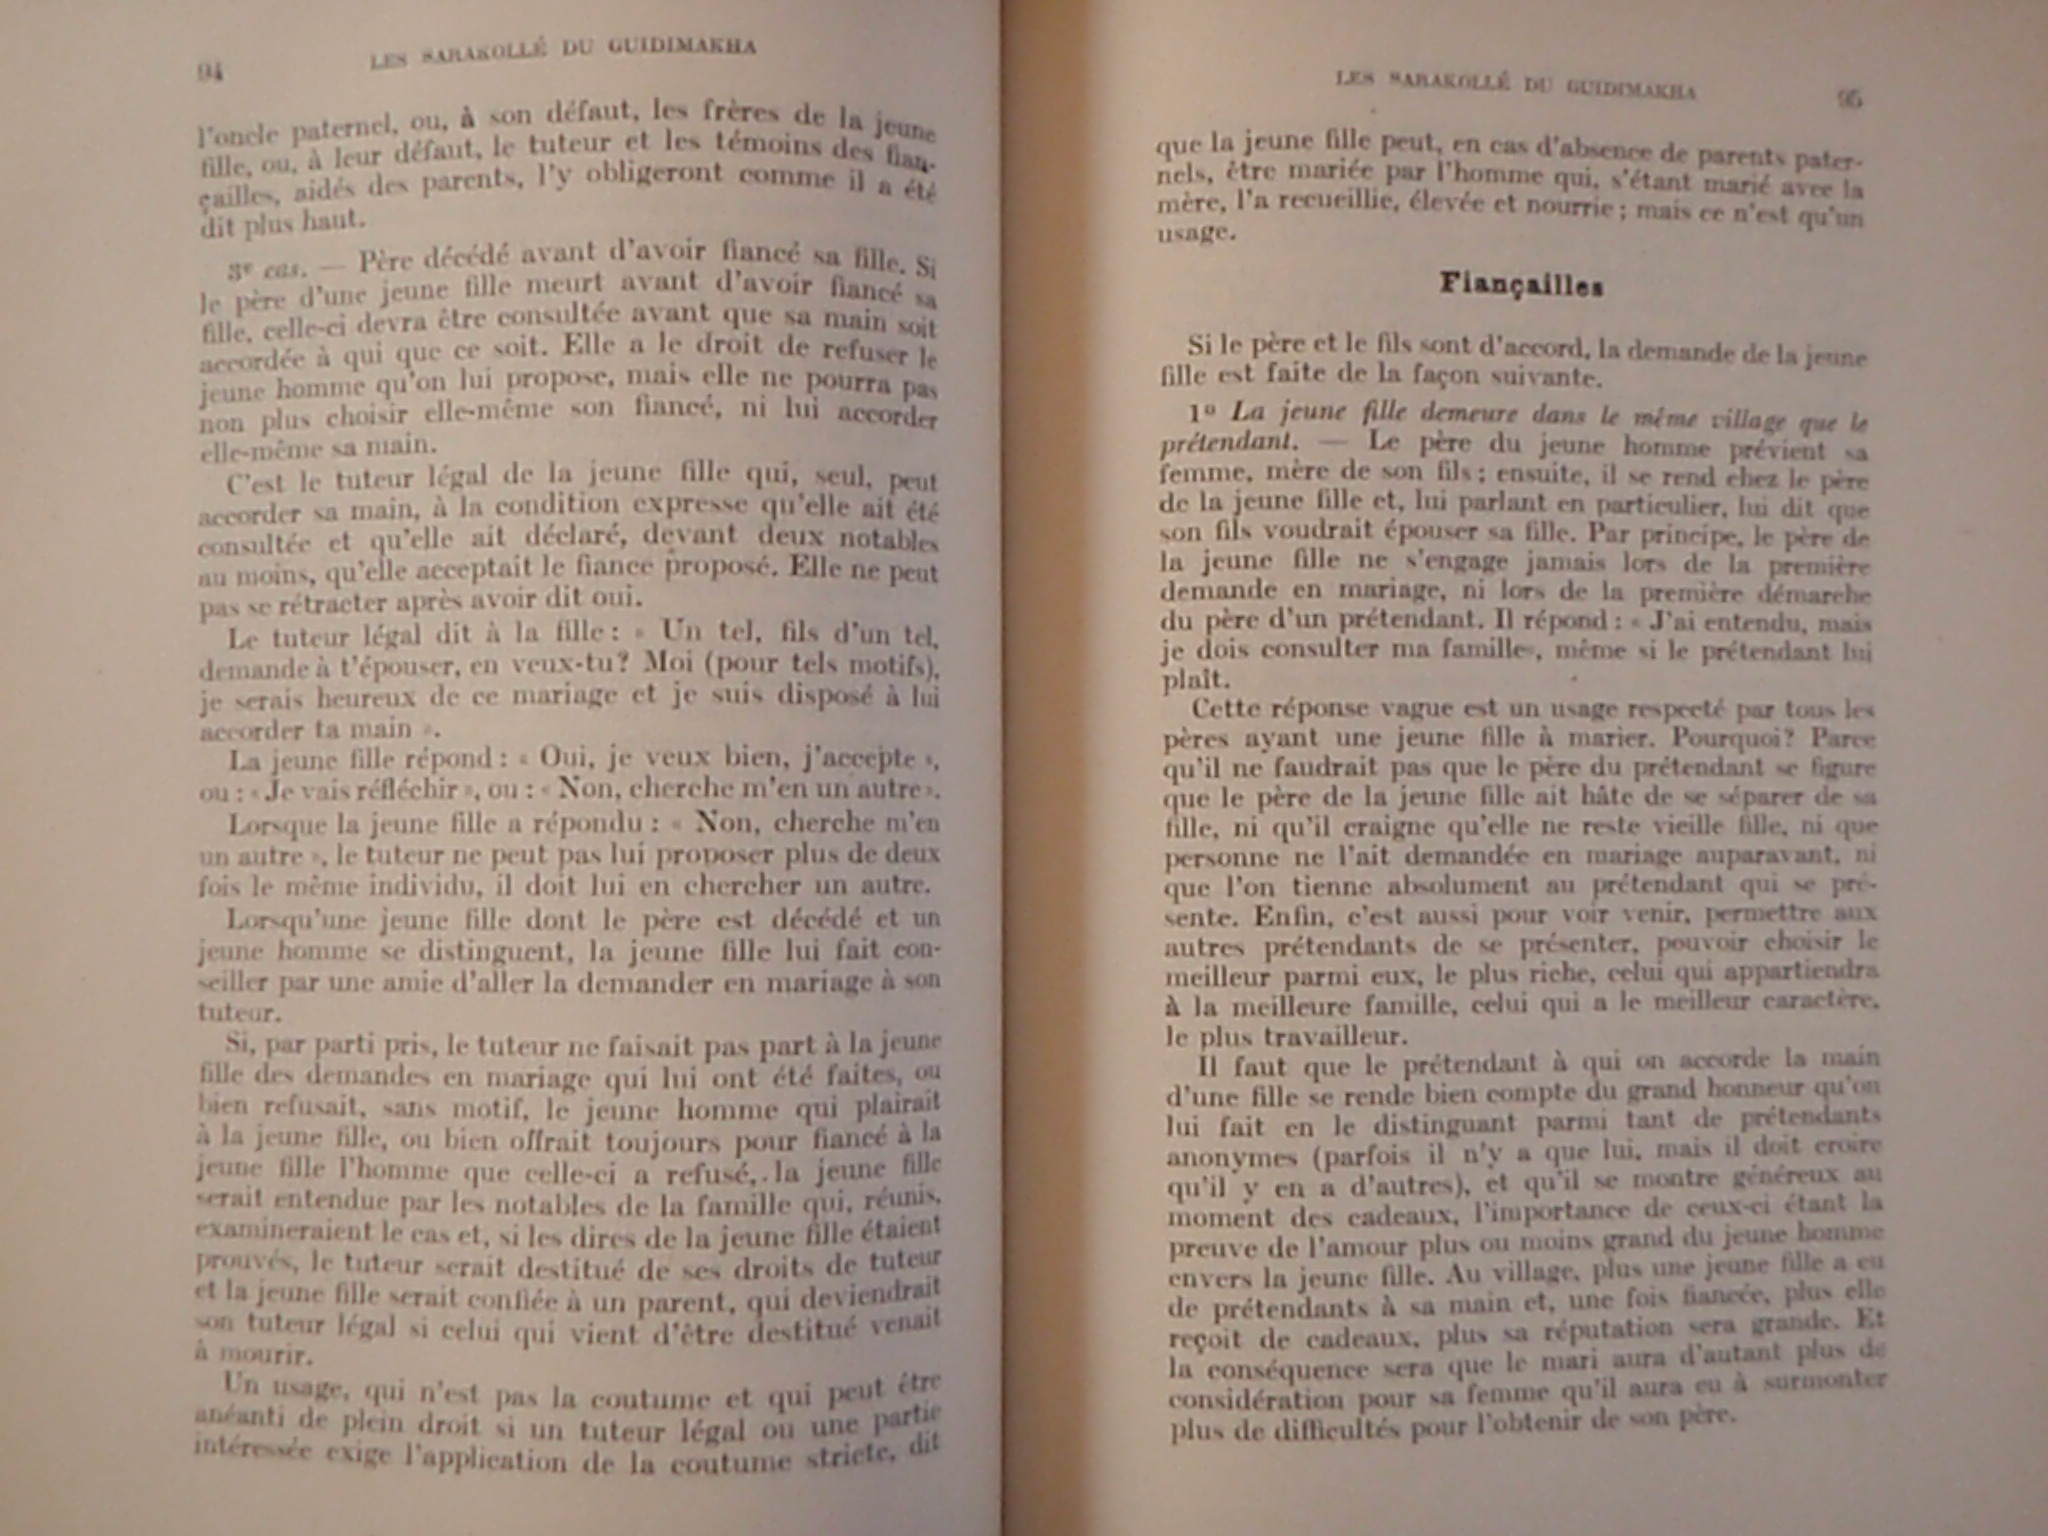 94
LES SARAKOLLÉ DU GUIDIMAKHA
l'oncle paternel, ou, à son défaut, les frères de la jeune
fille, ou, à leur défaut, le tuteur et les témoins des fian-
çailles, aidés des parents, l'y obligeront comme il a été
dit plus haut.
3e cas. — Père décédé avant d'avoir fiancé sa fille. Si
le père d'une jeune fille meurt avant d'avoir fiancé sa
fille, celle-ci devra être consultée avant que sa main soit
accordée à qui que ce soit. Elle a le droit de refuser le
jeune homme qu'on lui propose, mais elle ne pourra pas
non plus choisir elle-même son fiancé, ni lui accorder
elle-même sa main.
C'est le tuteur légal de la jeune fille qui, seul, peut
accorder sa main, à la condition expresse qu'elle ait été
consultée et qu'elle ait déclaré, devant deux notables
au moins, qu'elle acceptait le fiancé proposé. Elle ne peut
pas se rétracter après avoir dit oui.
Le tuteur légal dit à la fille : « Un tel, fils d'un tel,
demande à t'épouser, en veux-tu? Moi (pour tels motifs),
je serais heureux de ce mariage et je suis disposé à lui
accorder ta main ».
La jeune fille répond : « Oui, je veux bien, j'accepte »,
ou : « Je vais réfléchir », ou : « Non, cherche m'en un autre ».
Lorsque la jeune fille a répondu : « Non, cherche m'en
un autre », le tuteur ne peut pas lui proposer plus de deux
fois le même individu, il doit lui en chercher un autre.
Lorsqu'une jeune fille dont le père est décédé et un
jeune homme se distinguent, la jeune fille lui fait con-
seiller par une amie d'aller la demander en mariage à son
tuteur.
Si, par parti pris, le tuteur ne faisait pas part à la jeune
fille des demandes en mariage qui lui ont été faites, ou
bien refusait, sans motif, le jeune homme qui plairait
à la jeune fille, ou bien offrait toujours pour fiancé à la
jeune fille l'homme que celle-ci a refusé, la jeune fille
serait entendue par les notables de la famille qui, réunis,
examineraient le cas et, si les dires de la jeune fille étaient
prouvés, le tuteur serait destitué de ses droits de tuteur
et la jeune fille serait confiée à un parent, qui deviendrait
son tuteur légal si celui qui vient d'être destitué venait
à mourir.
Un usage, qui n'est pas la coutume et qui peut être
anéanti de plein droit si un tuteur légal ou une partie
intéressée exige l'application de la coutume stricte, dit
LES SARAKOLLÉ DU GUIDIMAKHA
95
que la jeune fille peut, en cas d'absence de parents pater-
nels, être mariée par l'homme qui, s'étant marié avec la
mère, l'a recueillie, élevée et nourrie ; mais ce n'est qu'un
usage.
Fiançailles
Si le père et le fils sont d'accord, la demande de la jeune
fille est faite de la façon suivante.
1º La jeune fille demeure dans le même village que le
prétendant. — Le père du jeune homme prévient sa
femme, mère de son fils ; ensuite, il se rend chez le père
de la jeune fille et, lui parlant en particulier, lui dit que
son fils voudrait épouser sa fille. Par principe, le père de
la jeune fille ne s'engage jamais lors de la première
demande en mariage, ni lors de la première démarche
du père d'un prétendant. Il répond : « J'ai entendu, mais
je dois consulter ma famille», même si le prétendant lui
plaît.
Cette réponse vague est un usage respecté par tous les
pères ayant une jeune fille à marier. Pourquoi? Parce
qu'il ne faudrait pas que le père du prétendant se figure
que le père de la jeune fille ait hâte de se séparer de sa
fille, ni qu'il craigne qu'elle ne reste vieille fille, ni que
personne ne l'ait demandée en mariage auparavant, ni
que l'on tienne absolument au prétendant qui se pré-
sente. Enfin, c'est aussi pour voir venir, permettre aux
autres prétendants de se présenter, pouvoir choisir le
meilleur parmi eux, le plus riche, celui qui appartiendra
à la meilleure famille, celui qui a le meilleur caractère,
le plus travailleur.
Il faut que le prétendant à qui on accorde la main
d'une fille se rende bien compte du grand honneur qu'on
lui fait en le distinguant parmi tant de prétendants
anonymes (parfois il n'y a que lui, mais il doit croire
qu'il y en a d'autres), et qu'il se montre généreux au
moment des cadeaux, l'importance de ceux-ci étant la
preuve de l'amour plus ou moins grand du jeune homme
envers la jeune fille. Au village, plus une jeune fille a eu
de prétendants à sa main et, une fois fiancée, plus elle
reçoit de cadeaux, plus sa réputation sera grande. Et
la conséquence sera que le mari aura d'autant plus de
considération pour sa femme qu'il aura eu à surmonter
plus de difficultés pour l'obtenir de son père.